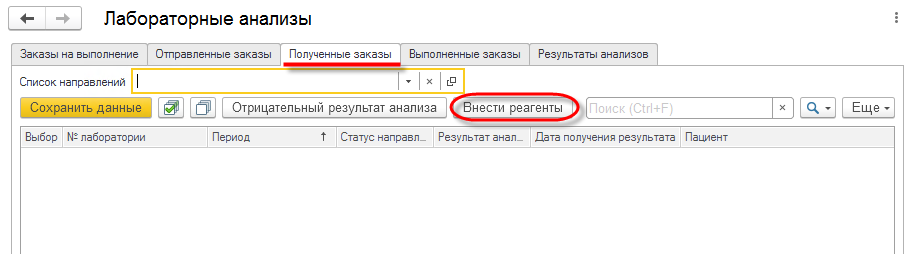 Лабораторные анализы
Заказы на выполнение Отправленные заказы Полученные заказы Выполненные заказы Результаты анализов
Список направлений
Сохранить данные Отрицательный результат анализа Внести реагенты Поиск (Ctrl+F) Еще
Выбор № лаборатории Период Статус направл... Результат анал... Дата получения результата Пациент